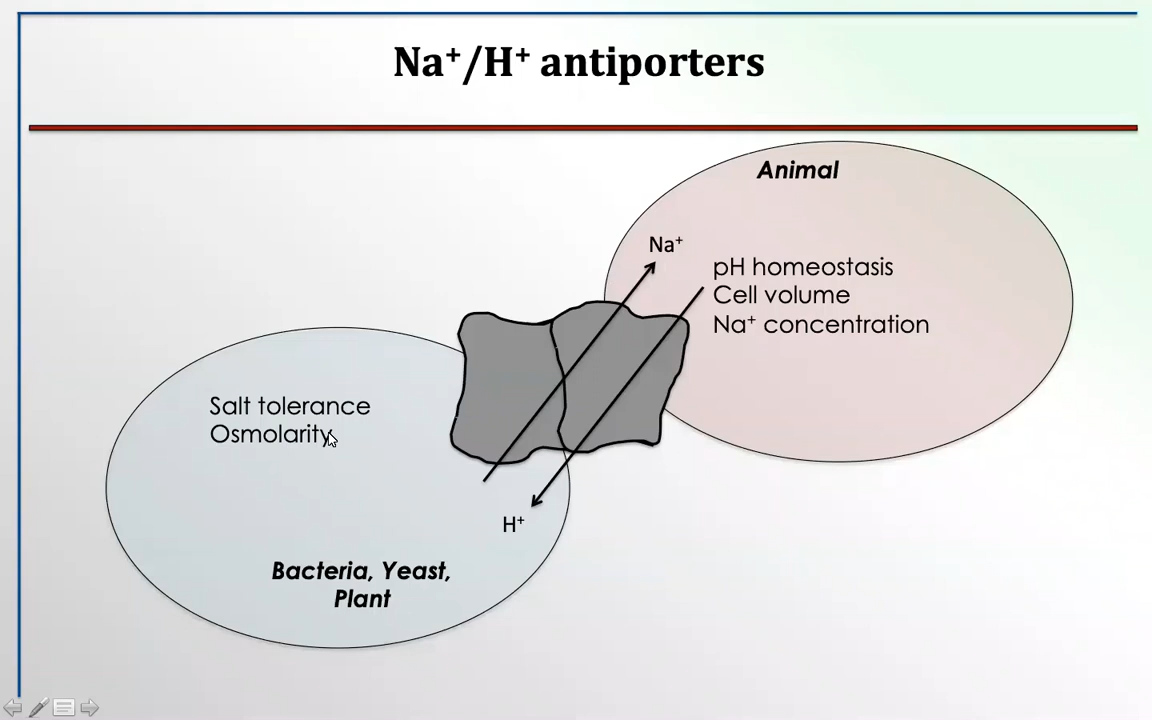 Na⁺/H⁺ antiporters
Animal
Na⁺
pH homeostasis
Cell volume
Na⁺ concentration
Salt tolerance
Osmolarity
H⁺
Bacteria, Yeast,
Plant